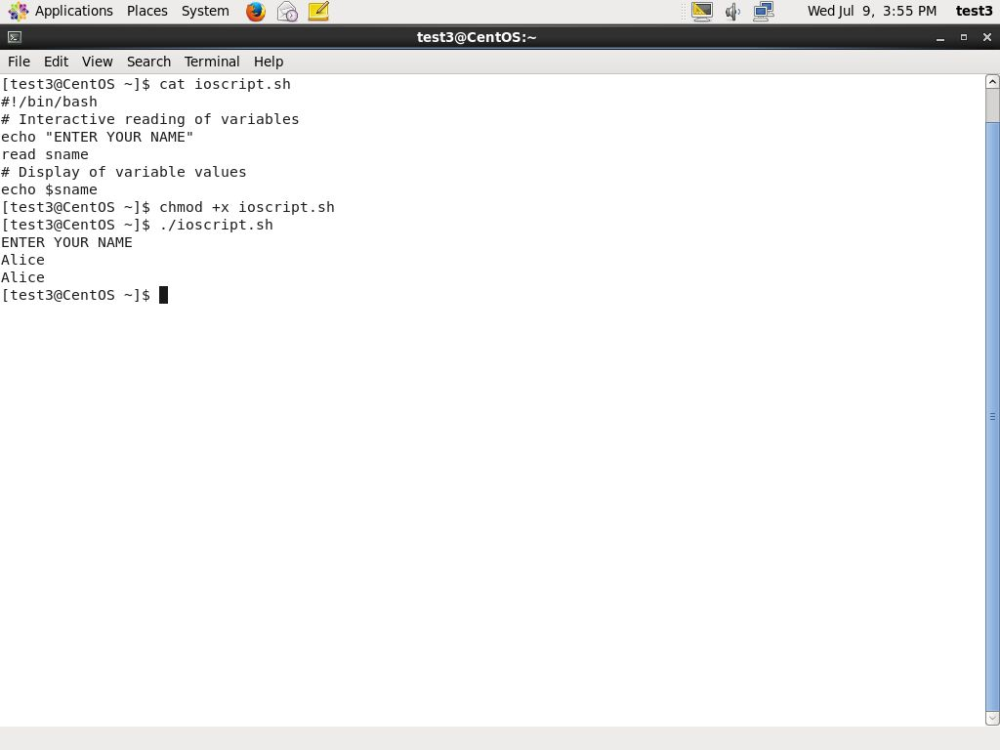 Applications Places System Wed Jul 9, 3:55 PM test3
test3@CentOS:~
File Edit View Search Terminal Help
[test3@CentOS ~]$ cat ioscript.sh
#!/bin/bash
# Interactive reading of variables
echo "ENTER YOUR NAME"
read sname
# Display of variable values
echo $sname
[test3@CentOS ~]$ chmod +x ioscript.sh
[test3@CentOS ~]$ ./ioscript.sh
ENTER YOUR NAME
Alice
Alice
[test3@CentOS ~]$